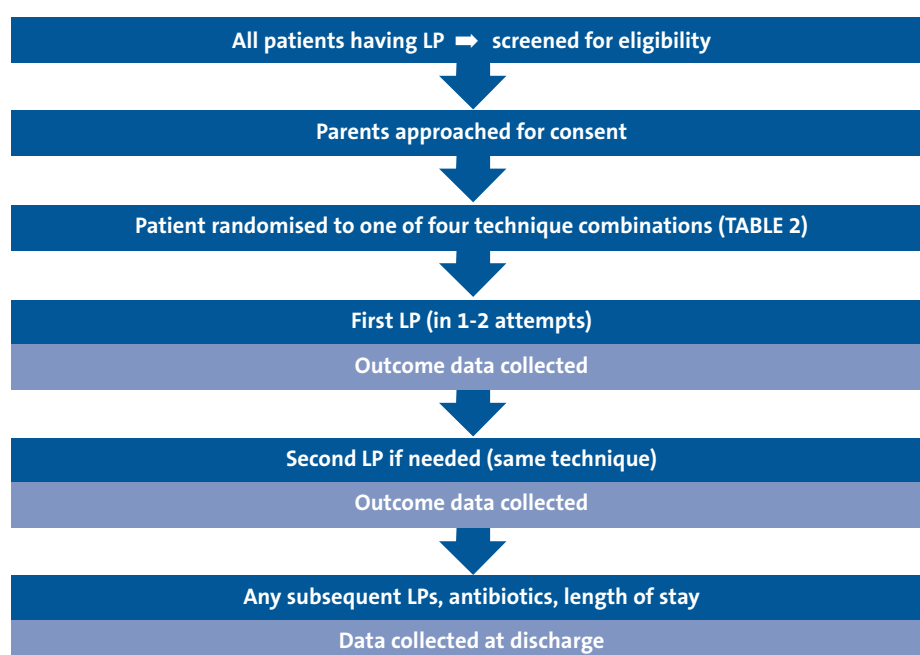 All patients having LP ➡ screened for eligibility
Parents approached for consent
Patient randomised to one of four technique combinations (TABLE 2)
First LP (in 1-2 attempts)
Outcome data collected
Second LP if needed (same technique)
Outcome data collected
Any subsequent LPs, antibiotics, length of stay
Data collected at discharge